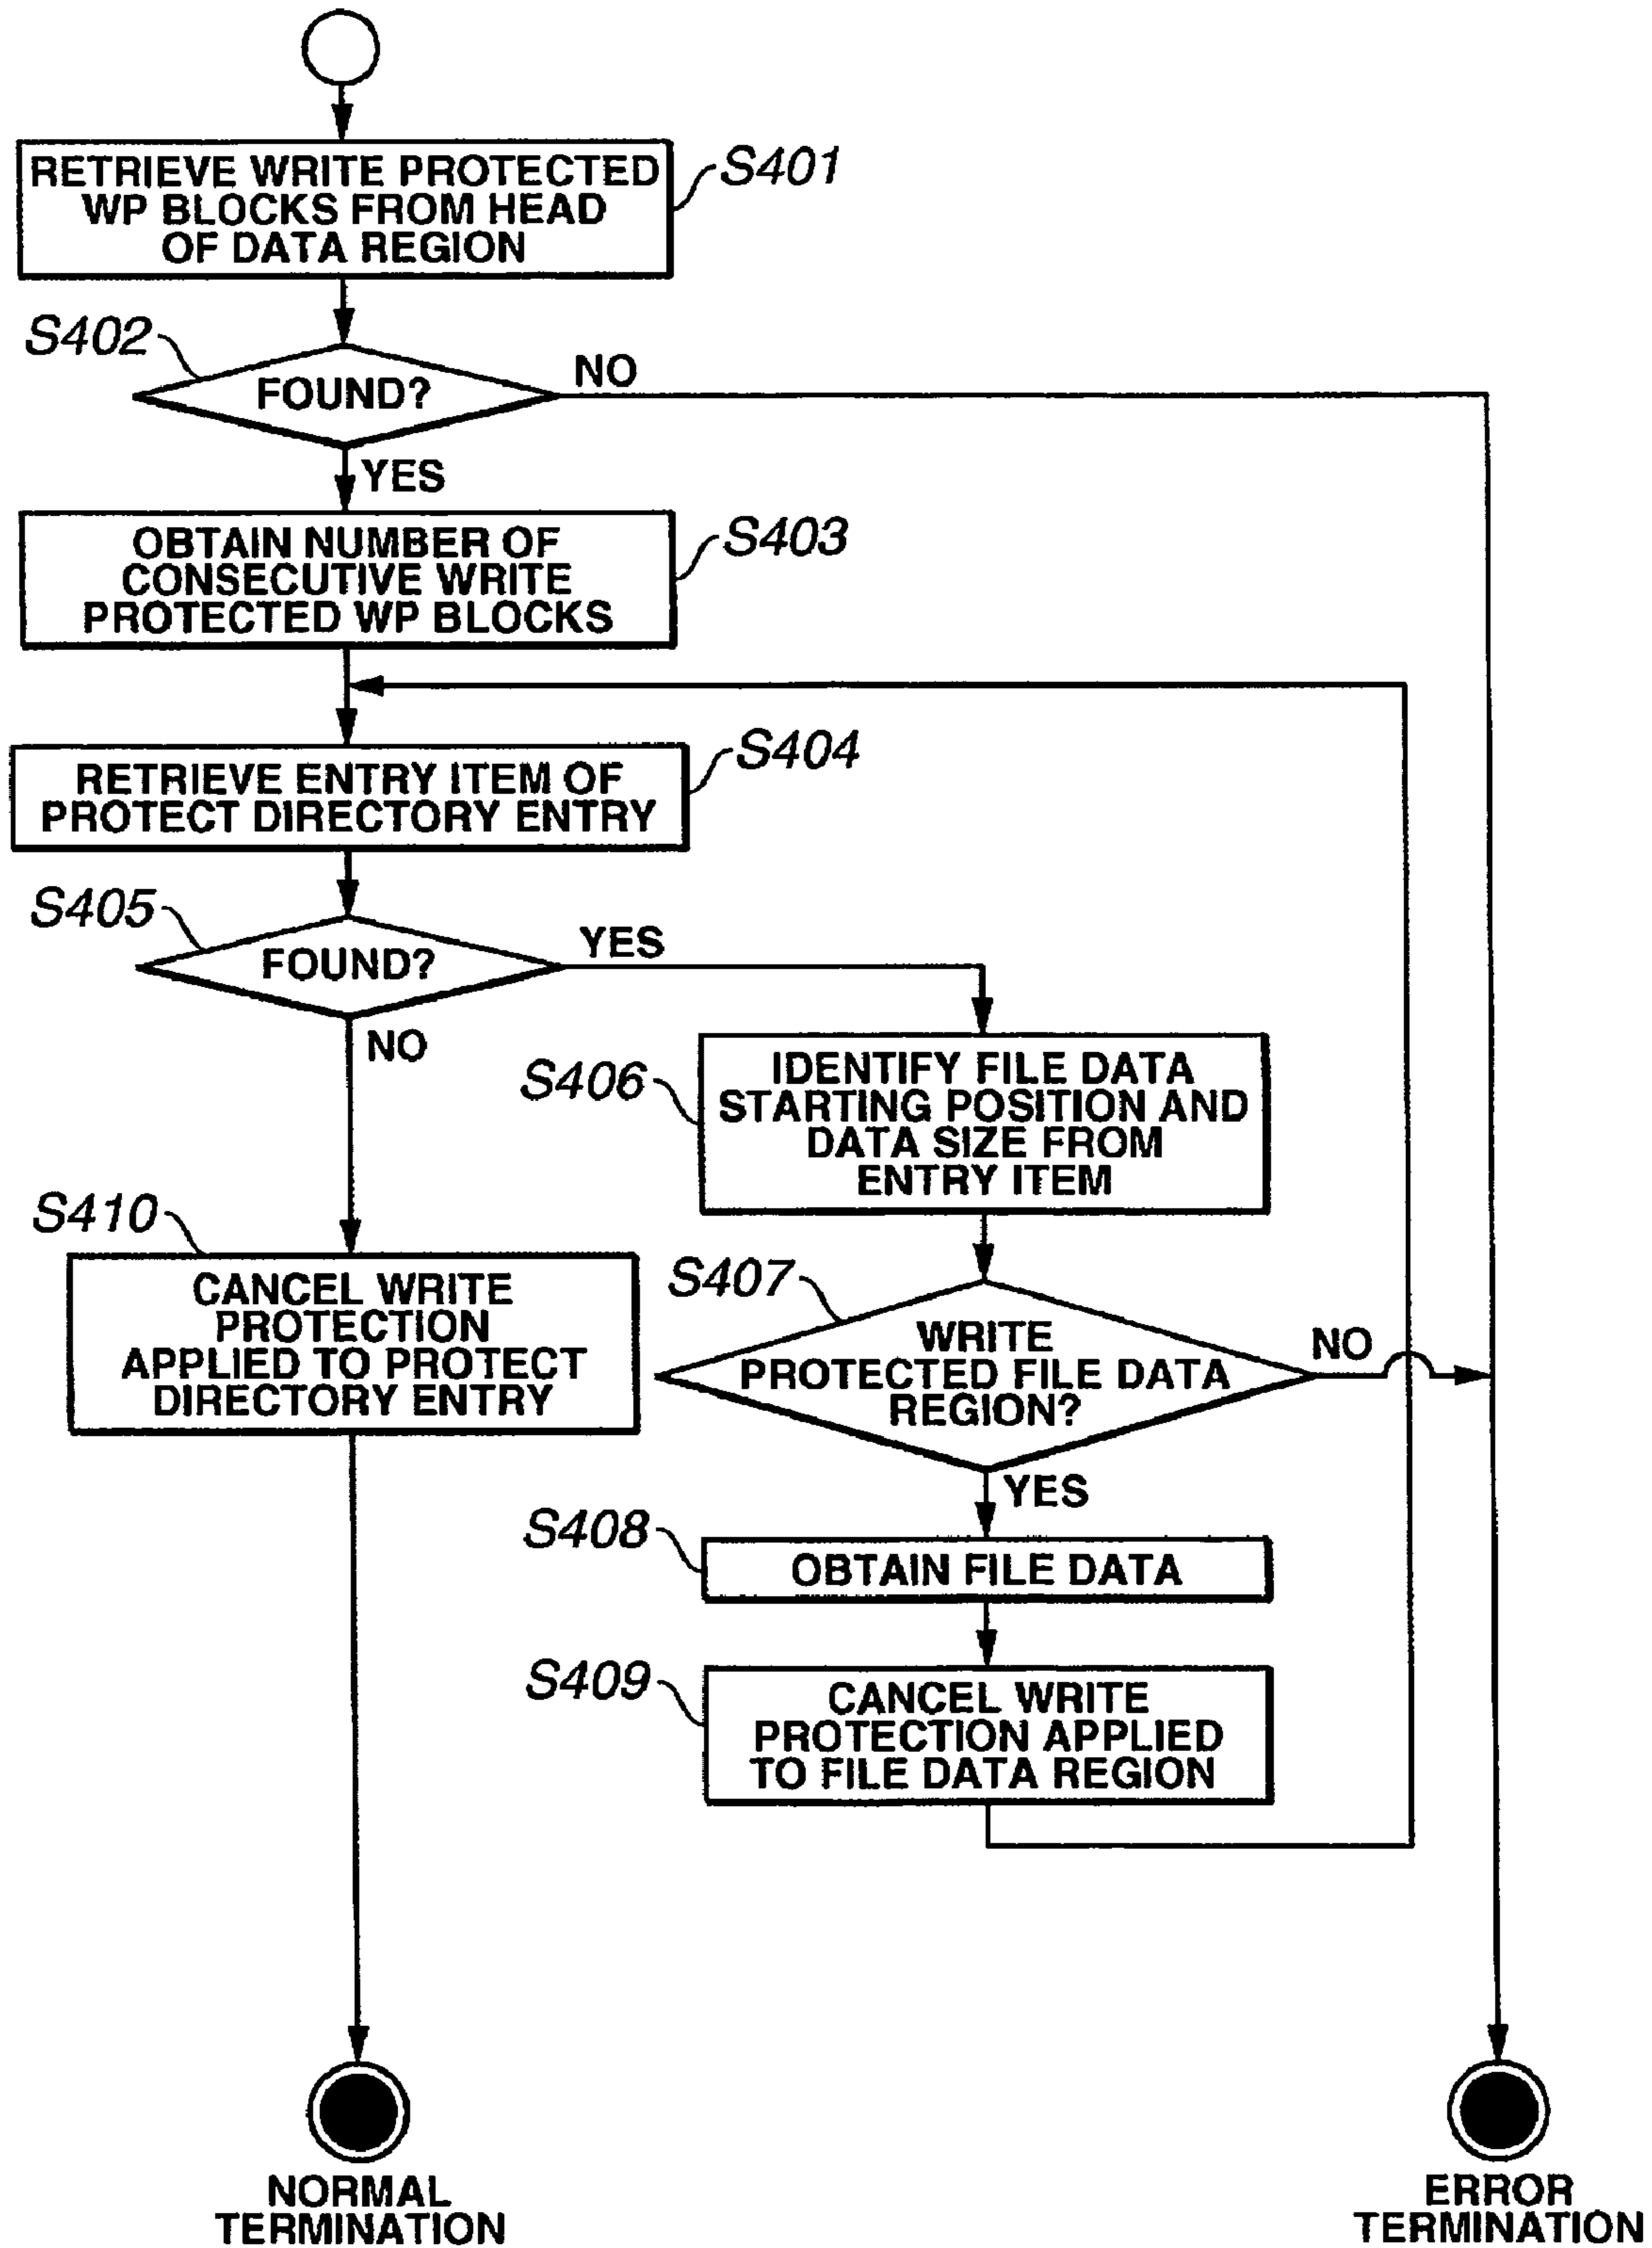 RETRIEVE WRITE PROTECTED
WP BLOCKS FROM HEAD
OF DATA REGION
S401
S402
FOUND?
NO
YES
OBTAIN NUMBER OF
CONSECUTIVE WRITE
PROTECTED WP BLOCKS
S403
RETRIEVE ENTRY ITEM OF
PROTECT DIRECTORY ENTRY
S404
S405
FOUND?
YES
NO
S406
IDENTIFY FILE DATA
STARTING POSITION AND
DATA SIZE FROM
ENTRY ITEM
S410
CANCEL WRITE
PROTECTION
APPLIED TO PROTECT
DIRECTORY ENTRY
S407
WRITE
PROTECTED FILE DATA
REGION?
NO
YES
S408
OBTAIN FILE DATA
S409
CANCEL WRITE
PROTECTION APPLIED
TO FILE DATA REGION
NORMAL
TERMINATION
ERROR
TERMINATION